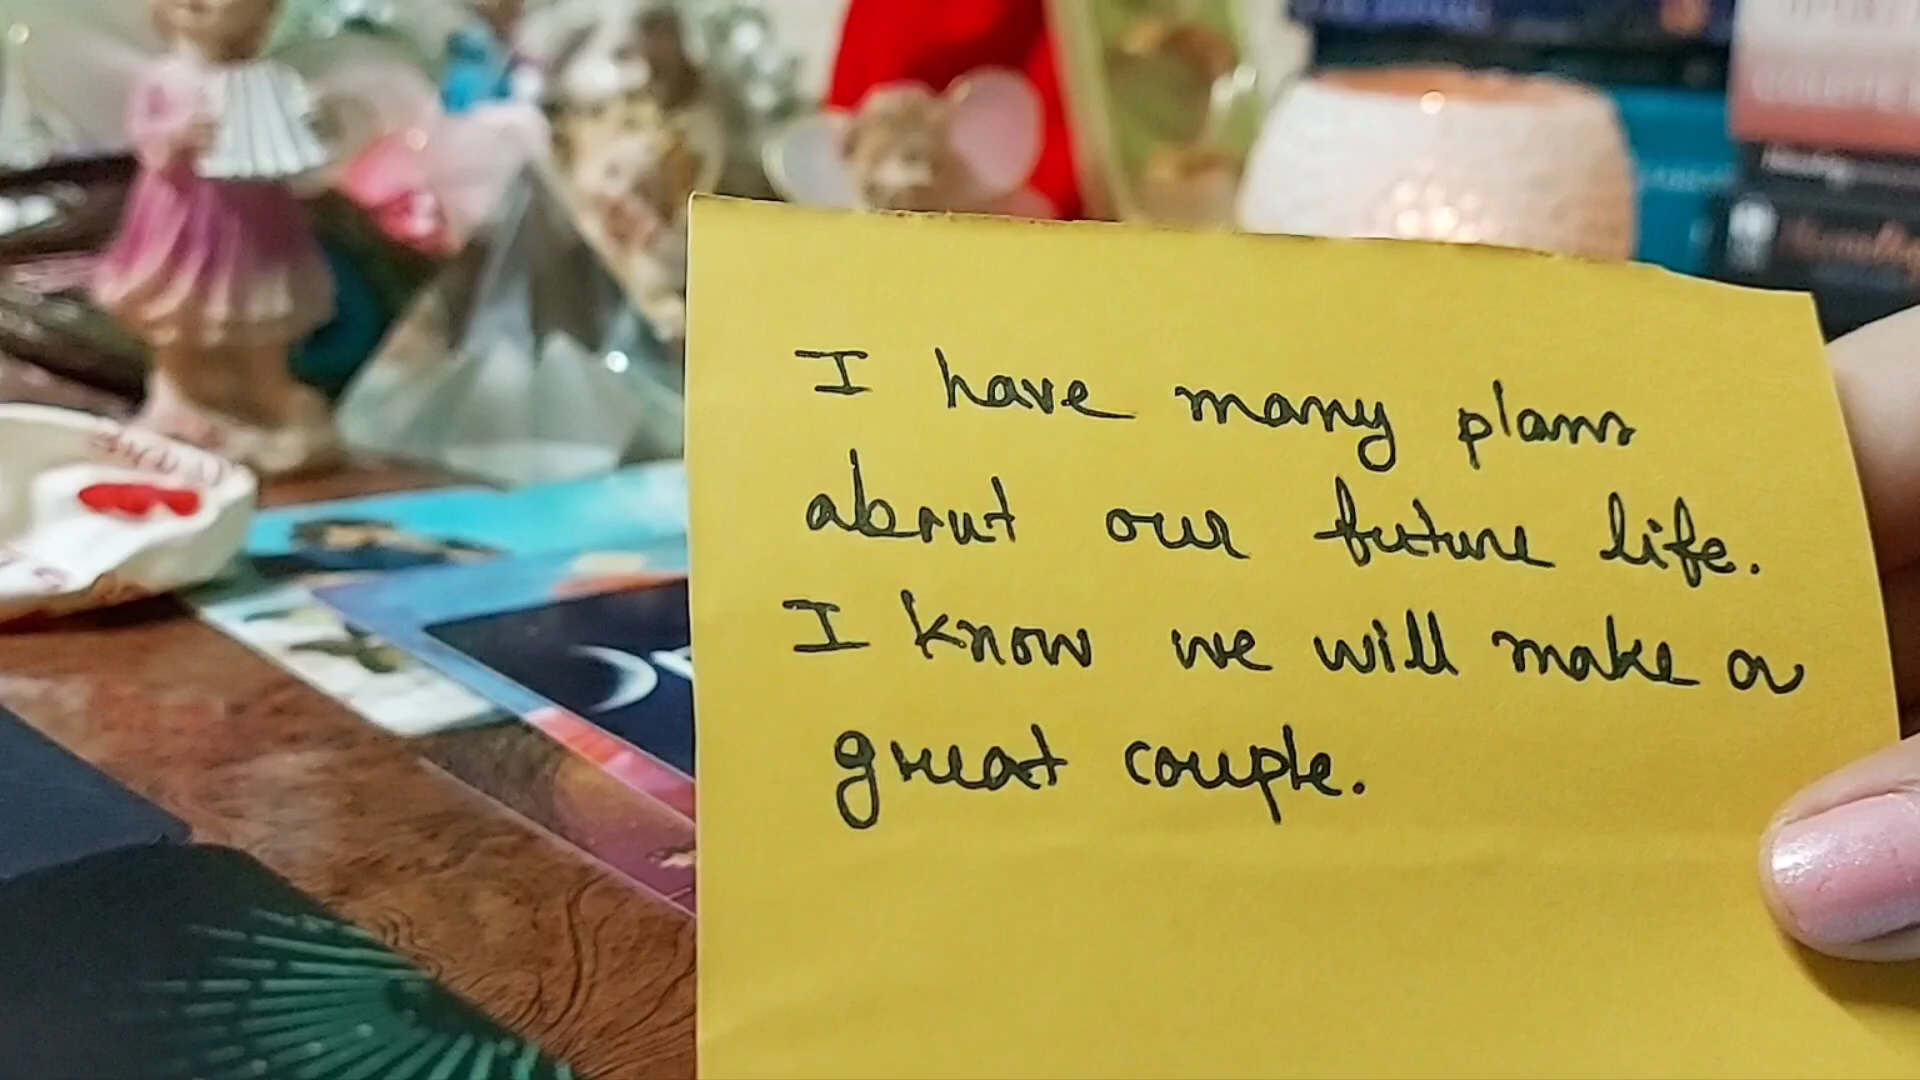 I have many plans
about our future life.
I know we will make a
great couple.